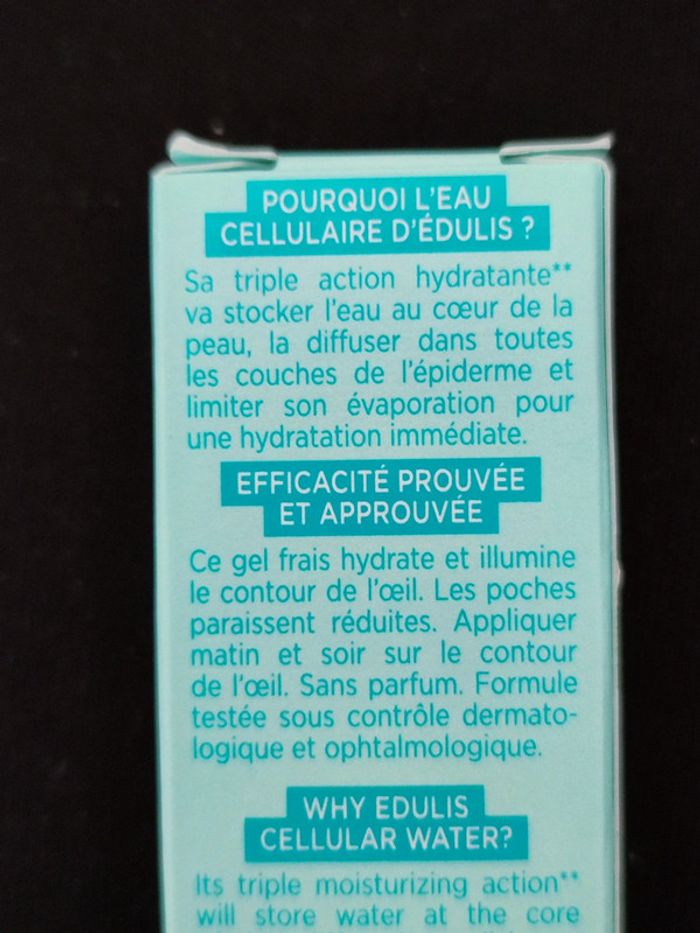 POURQUOI L'EAU
CELLULAIRE D'ÉDULIS ?
Sa triple action hydratante**
va stocker l'eau au cœur de la
peau, la diffuser dans toutes
les couches de l'épiderme et
limiter son évaporation pour
une hydratation immédiate.
EFFICACITÉ PROUVÉE
ET APPROUVÉE
Ce gel frais hydrate et illumine
le contour de l'œil. Les poches
paraissent réduites. Appliquer
matin et soir sur le contour
de l'œil. Sans parfum. Formule
testée sous contrôle dermato-
logique et ophtalmologique.
WHY EDULIS
CELLULAR WATER?
Its triple moisturizing action**
will store water at the core